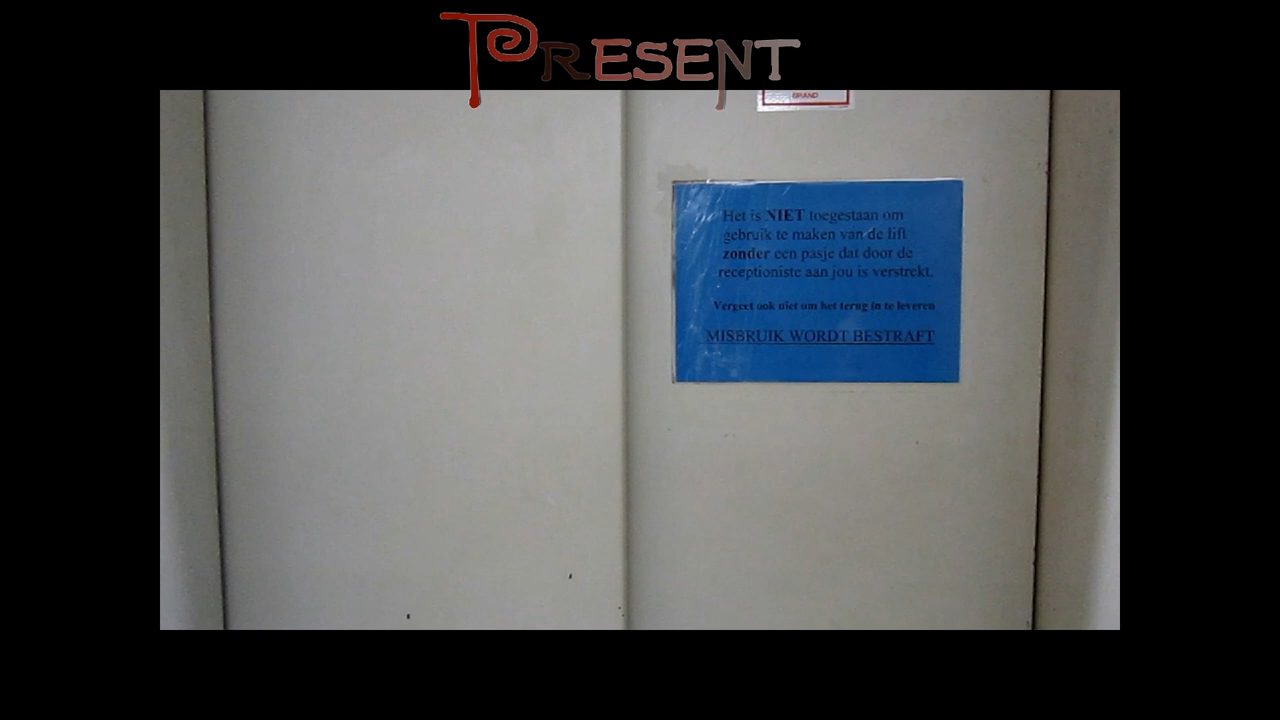 PRESENT
BRAND
Het is NIET toegestaan om
gebruik te maken van de lift
zonder een pasje dat door de
receptioniste aan jou is verstrekt.
Vergeet ook niet om het terug in te leveren
MISBRUIK WORDT BESTRAFT